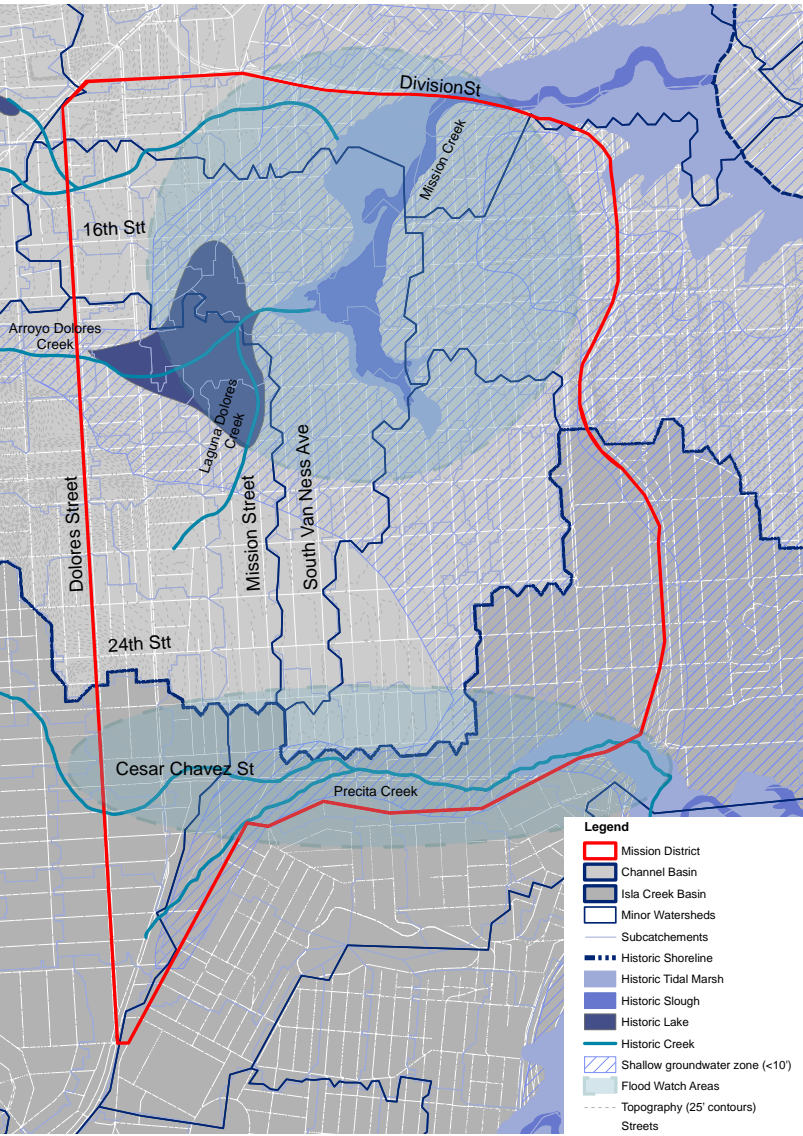 DivisionSt
Mission Creek
16th Stt
Arroyo Dolores
Creek
Laguna Dolores
Creek
Dolores Street
Mission Street
South Van Ness Ave
24th Stt
Cesar Chavez St
Precita Creek
Legend
Mission District
Channel Basin
Isla Creek Basin
Minor Watersheds
Subcatchements
Historic Shoreline
Historic Tidal Marsh
Historic Slough
Historic Lake
Historic Creek
Shallow groundwater zone (<10')
Flood Watch Areas
Topography (25' contours)
Streets